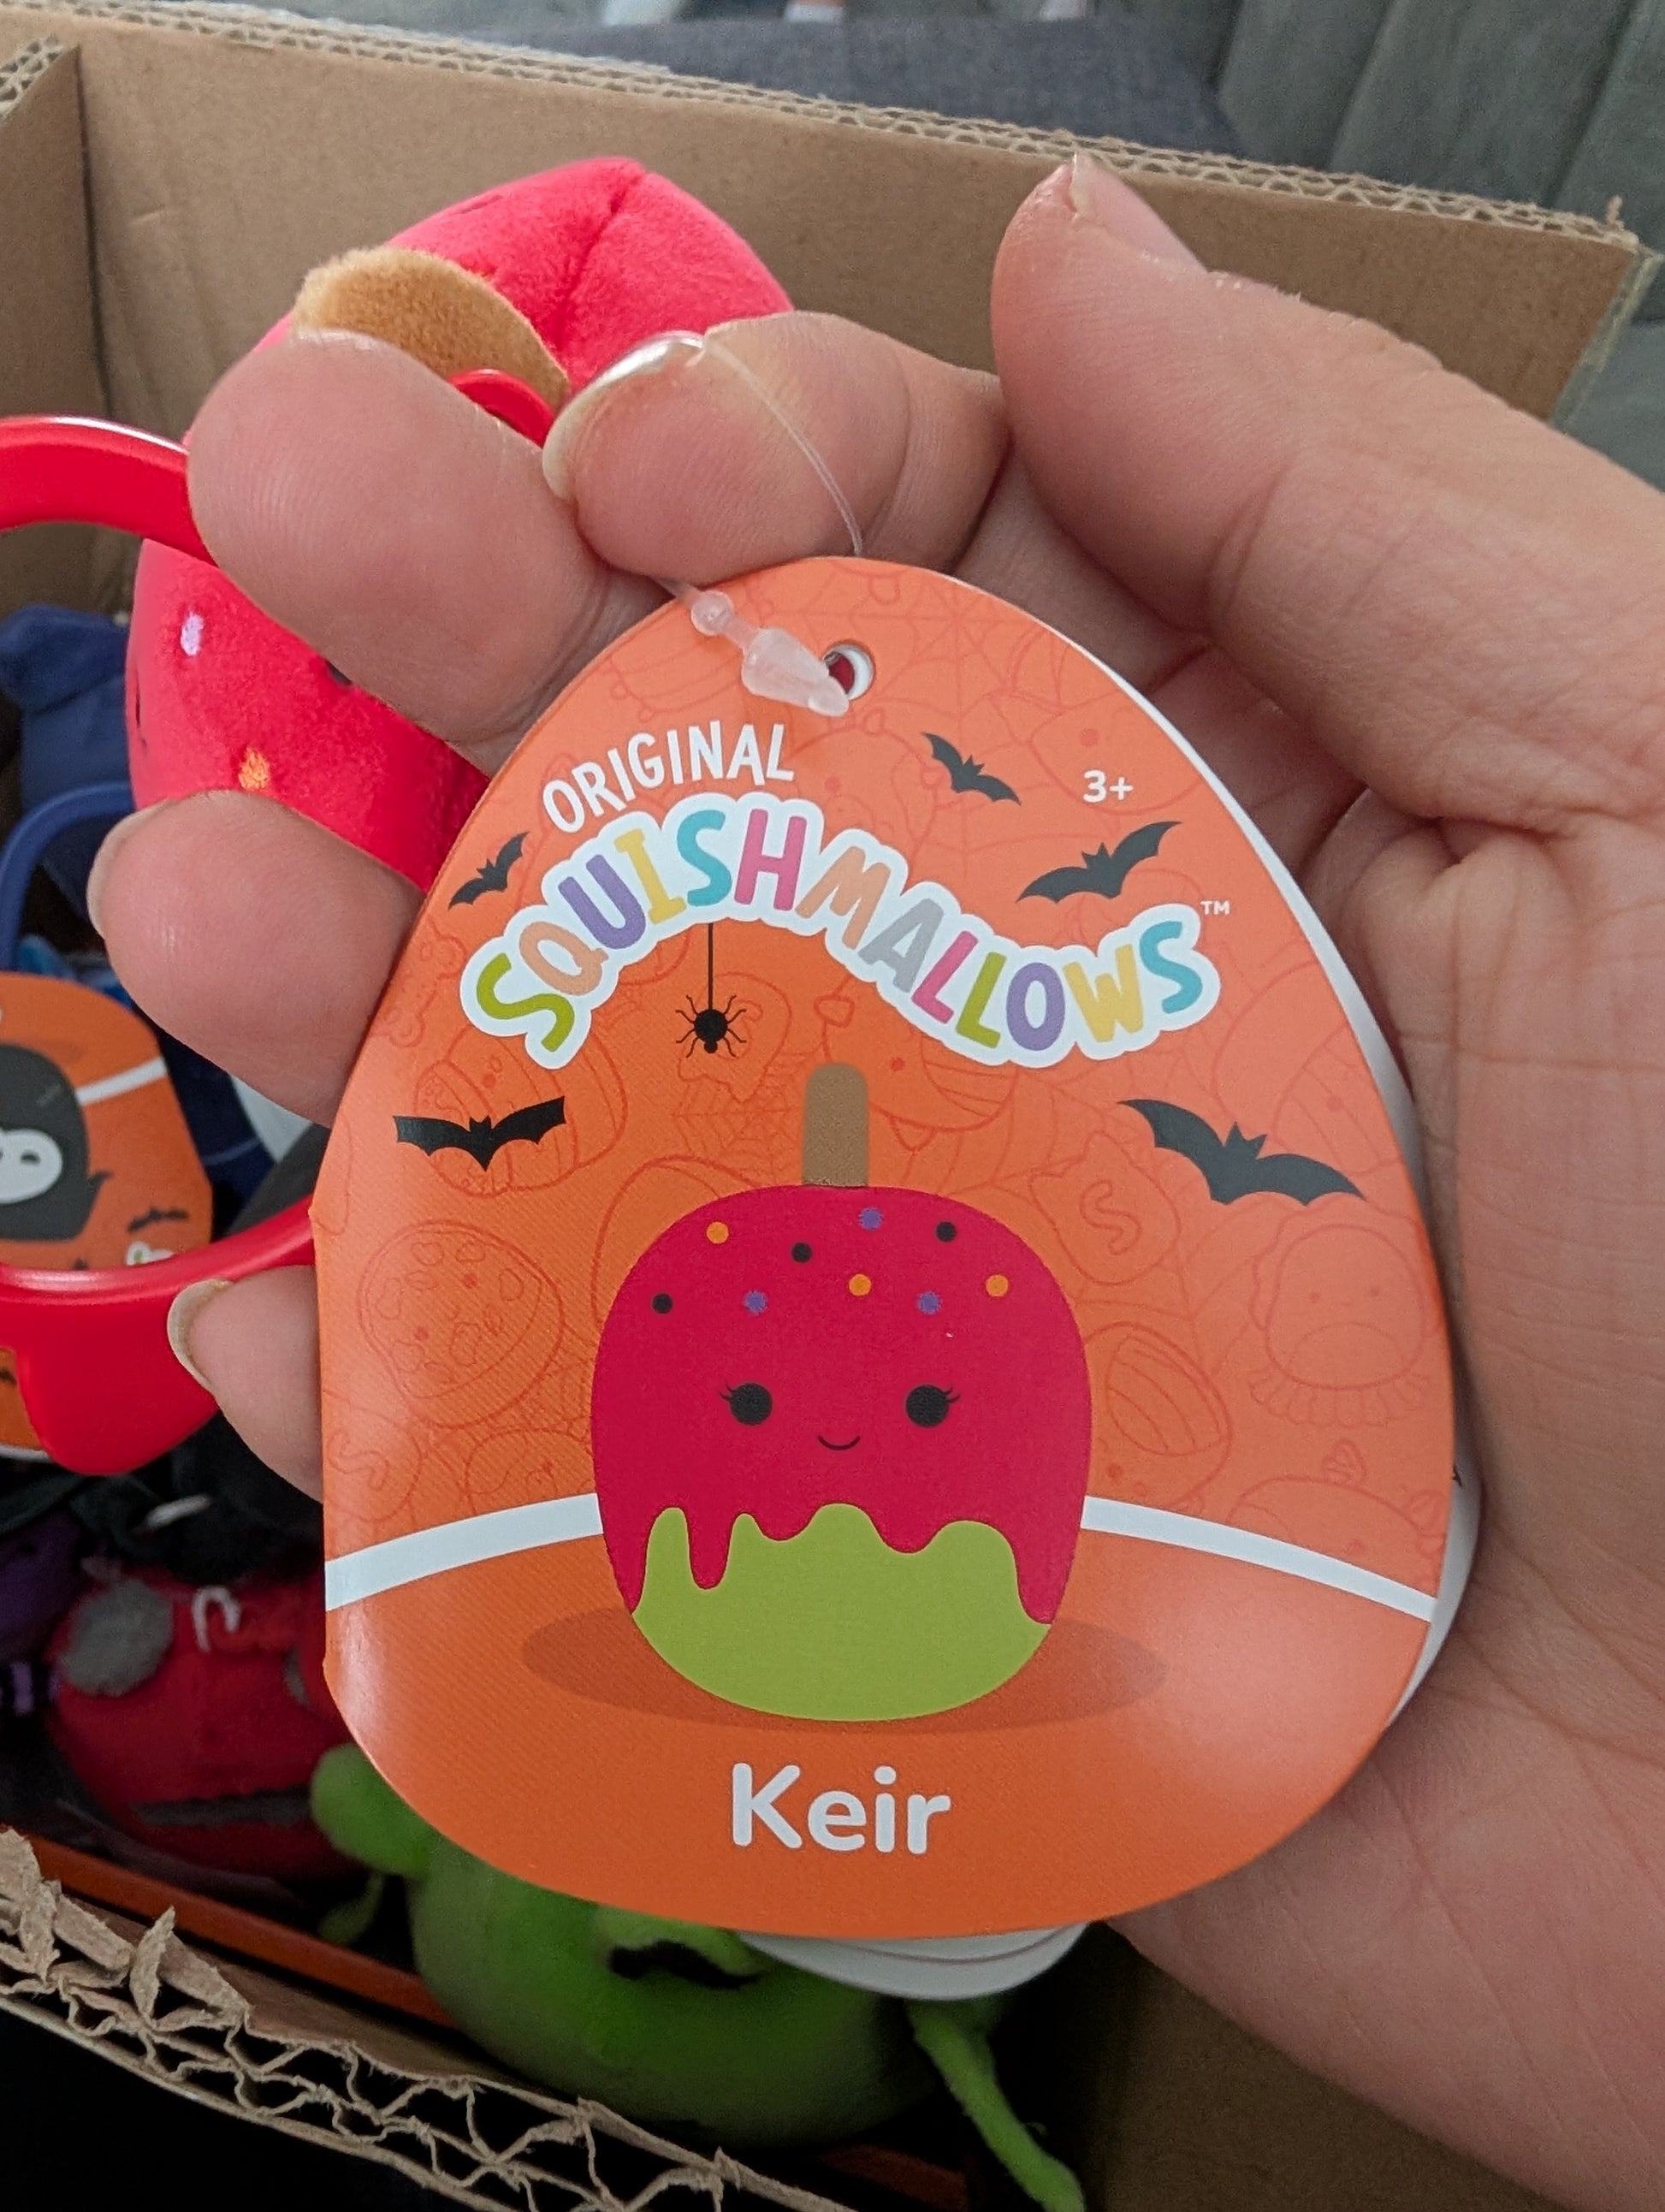 ORIGINAL
SQUISHMALLOWS™
3+
Keir